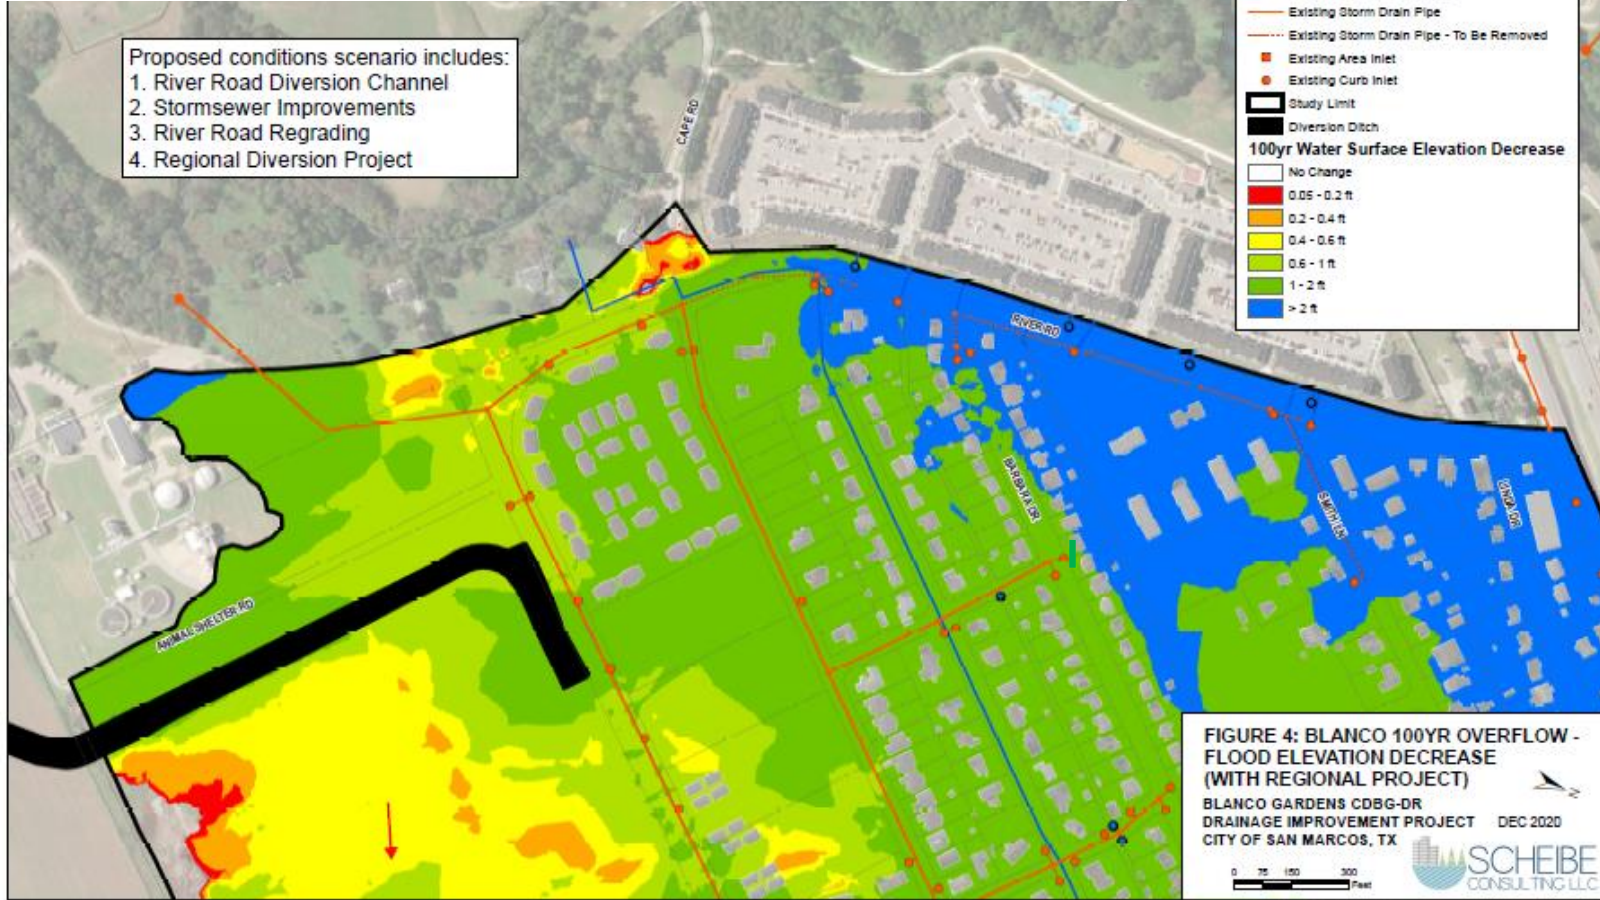 Proposed conditions scenario includes:
1. River Road Diversion Channel
2. Stormsewer Improvements
3. River Road Regrading
4. Regional Diversion Project
CAPE RD
Existing Storm Drain Pipe
Existing Storm Drain Pipe - To Be Removed
Existing Area Inlet
Existing Curb Inlet
Study Limit
Diversion Ditch
100yr Water Surface Elevation Decrease
No Change
0.05 - 0.2 ft
0.2 - 0.4 ft
0.4 - 0.6 ft
0.6 - 1 ft
1 - 2 ft
> 2 ft
RIVER RD
BARBARA DR
SMITH LN
LINDA DR
ANIMAL SHELTER RD
FIGURE 4: BLANCO 100YR OVERFLOW -
FLOOD ELEVATION DECREASE
(WITH REGIONAL PROJECT)
BLANCO GARDENS CDBG-DR
DRAINAGE IMPROVEMENT PROJECT DEC 2020
CITY OF SAN MARCOS, TX
Z
0 75 150 300
Feet
SCHEIBE
CONSULTING LLC